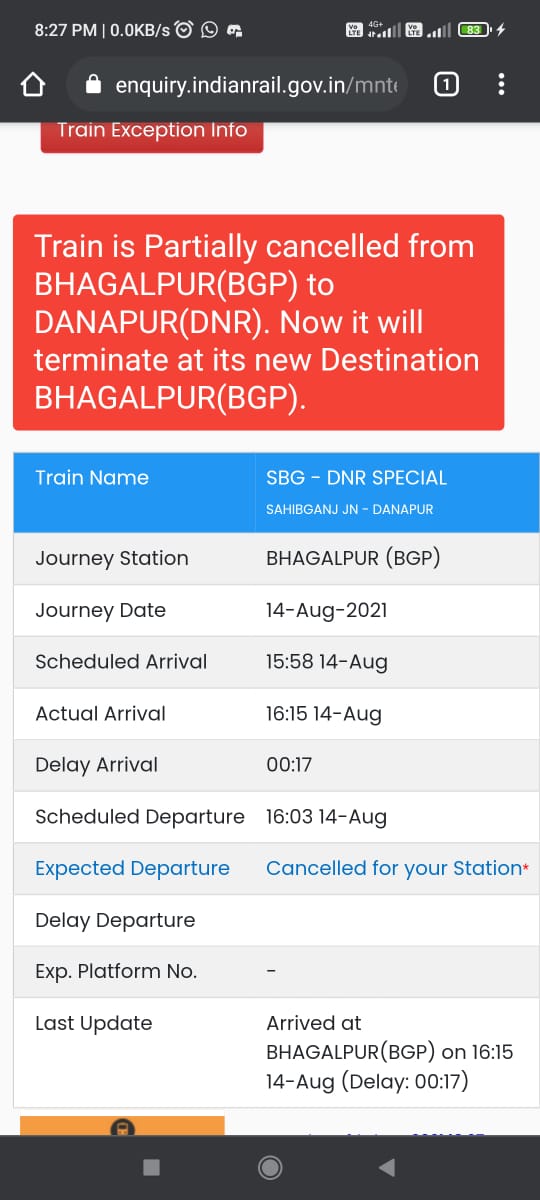 8:27 PM | 0.0KB/s
Vo LTE 4G+ Vo LTE 83
enquiry.indianrail.gov.in/mnt
1
Train Exception Info
Train is Partially cancelled from
BHAGALPUR(BGP) to
DANAPUR(DNR). Now it will
terminate at its new Destination
BHAGALPUR(BGP).
Train Name SBG - DNR SPECIAL
SAHIBGANJ JN - DANAPUR
Journey Station BHAGALPUR (BGP)
Journey Date 14-Aug-2021
Scheduled Arrival 15:58 14-Aug
Actual Arrival 16:15 14-Aug
Delay Arrival 00:17
Scheduled Departure 16:03 14-Aug
Expected Departure Cancelled for your Station*
Delay Departure
Exp. Platform No. -
Last Update Arrived at
BHAGALPUR(BGP) on 16:15
14-Aug (Delay: 00:17)